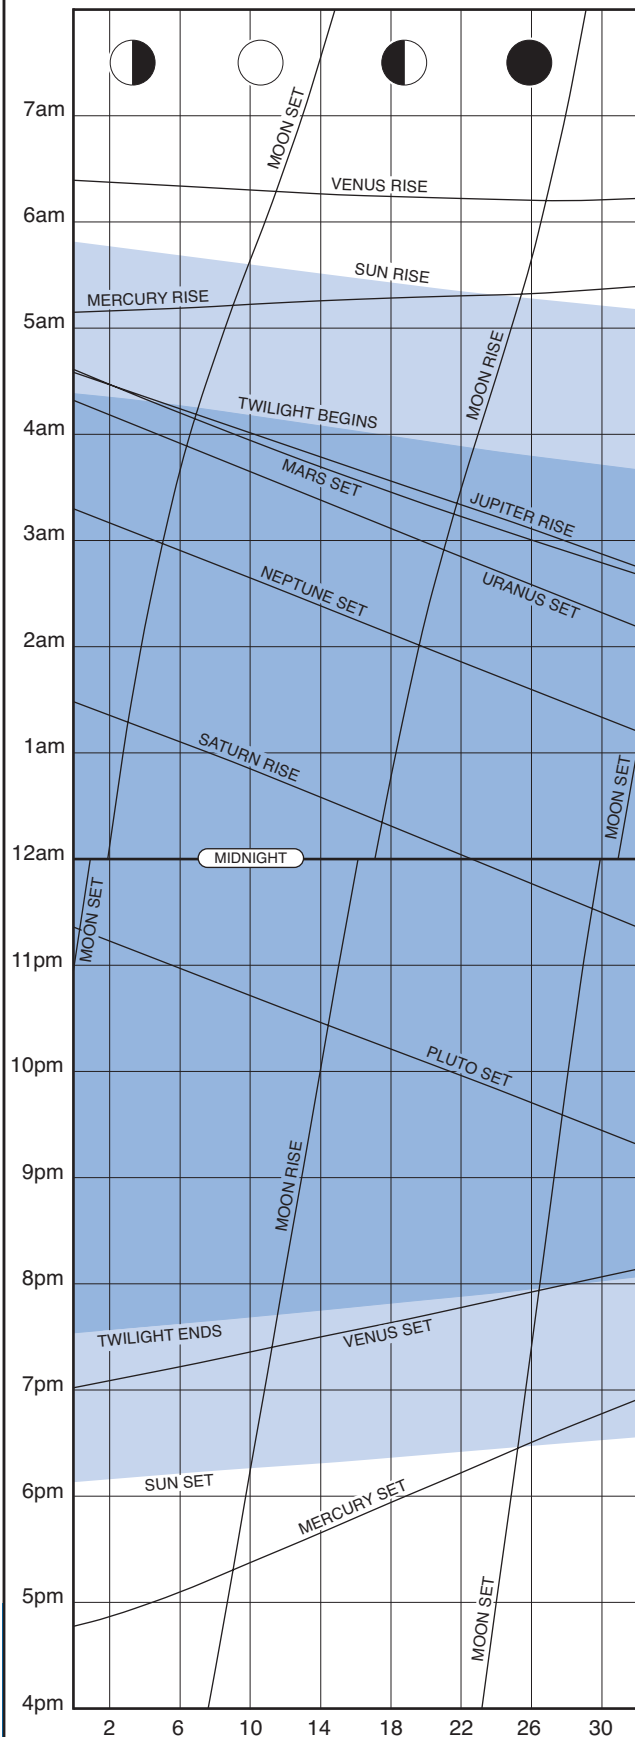 7am
MOON SET
VENUS RISE
6am
SUN RISE
MERCURY RISE
5am
MOON RISE
TWILIGHT BEGINS
4am
MARS SET
JUPITER RISE
3am
NEPTUNE SET
URANUS SET
2am
SATURN RISE
1am
MOON SET
12am
MIDNIGHT
MOON SET
11pm
PLUTO SET
10pm
MOON RISE
9pm
8pm
TWILIGHT ENDS
VENUS SET
7pm
SUN SET
6pm
MERCURY SET
5pm
MOON SET
4pm
2 6 10 14 18 22 26 30